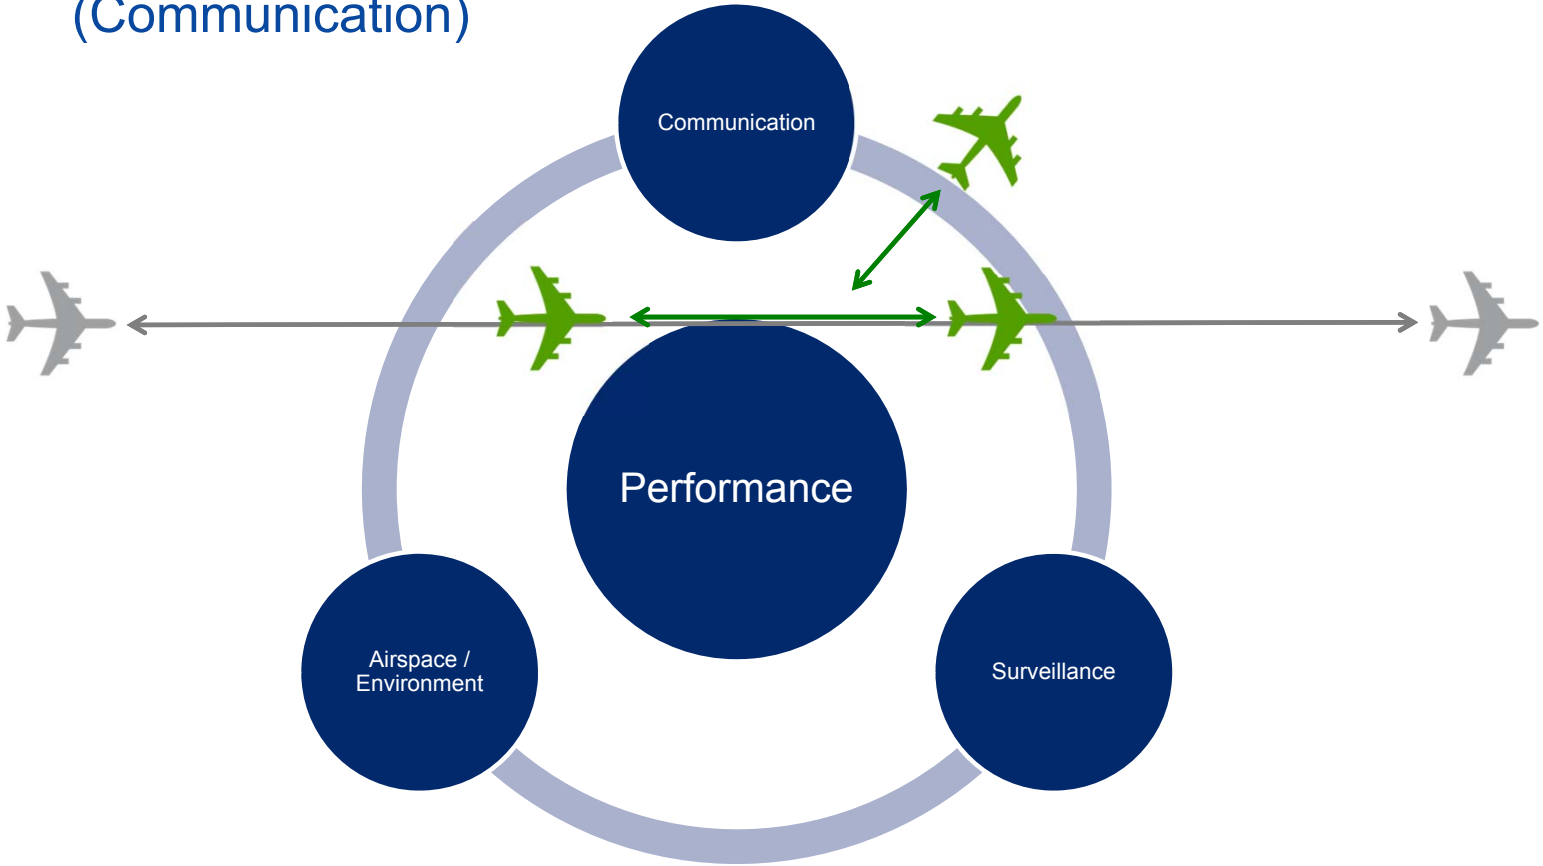 (Communication)
Communication
Performance
Airspace /
Environment
Surveillance